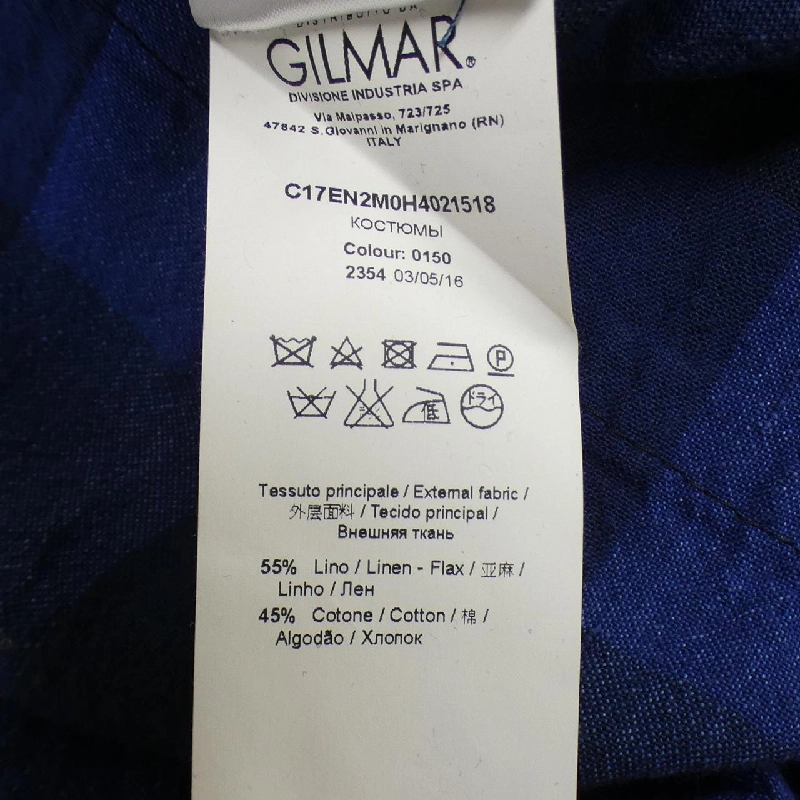 DISTRIBUITO DA
GILMAR®
DIVISIONE INDUSTRIA SPA
Via Malpasso, 723/725
47842 S.Giovanni in Marignano (RN)
ITALY
C17EN2M0H4021518
КОСТЮМЫ
Colour: 0150
2354 03/05/16
P
低 ドライ
Tessuto principale / External fabric /
外层面料 / Tecido principal /
Внешняя ткань
55% Lino / Linen - Flax / 亚麻 /
Linho / Лен
45% Cotone / Cotton / 棉 /
Algodão / Хлопок